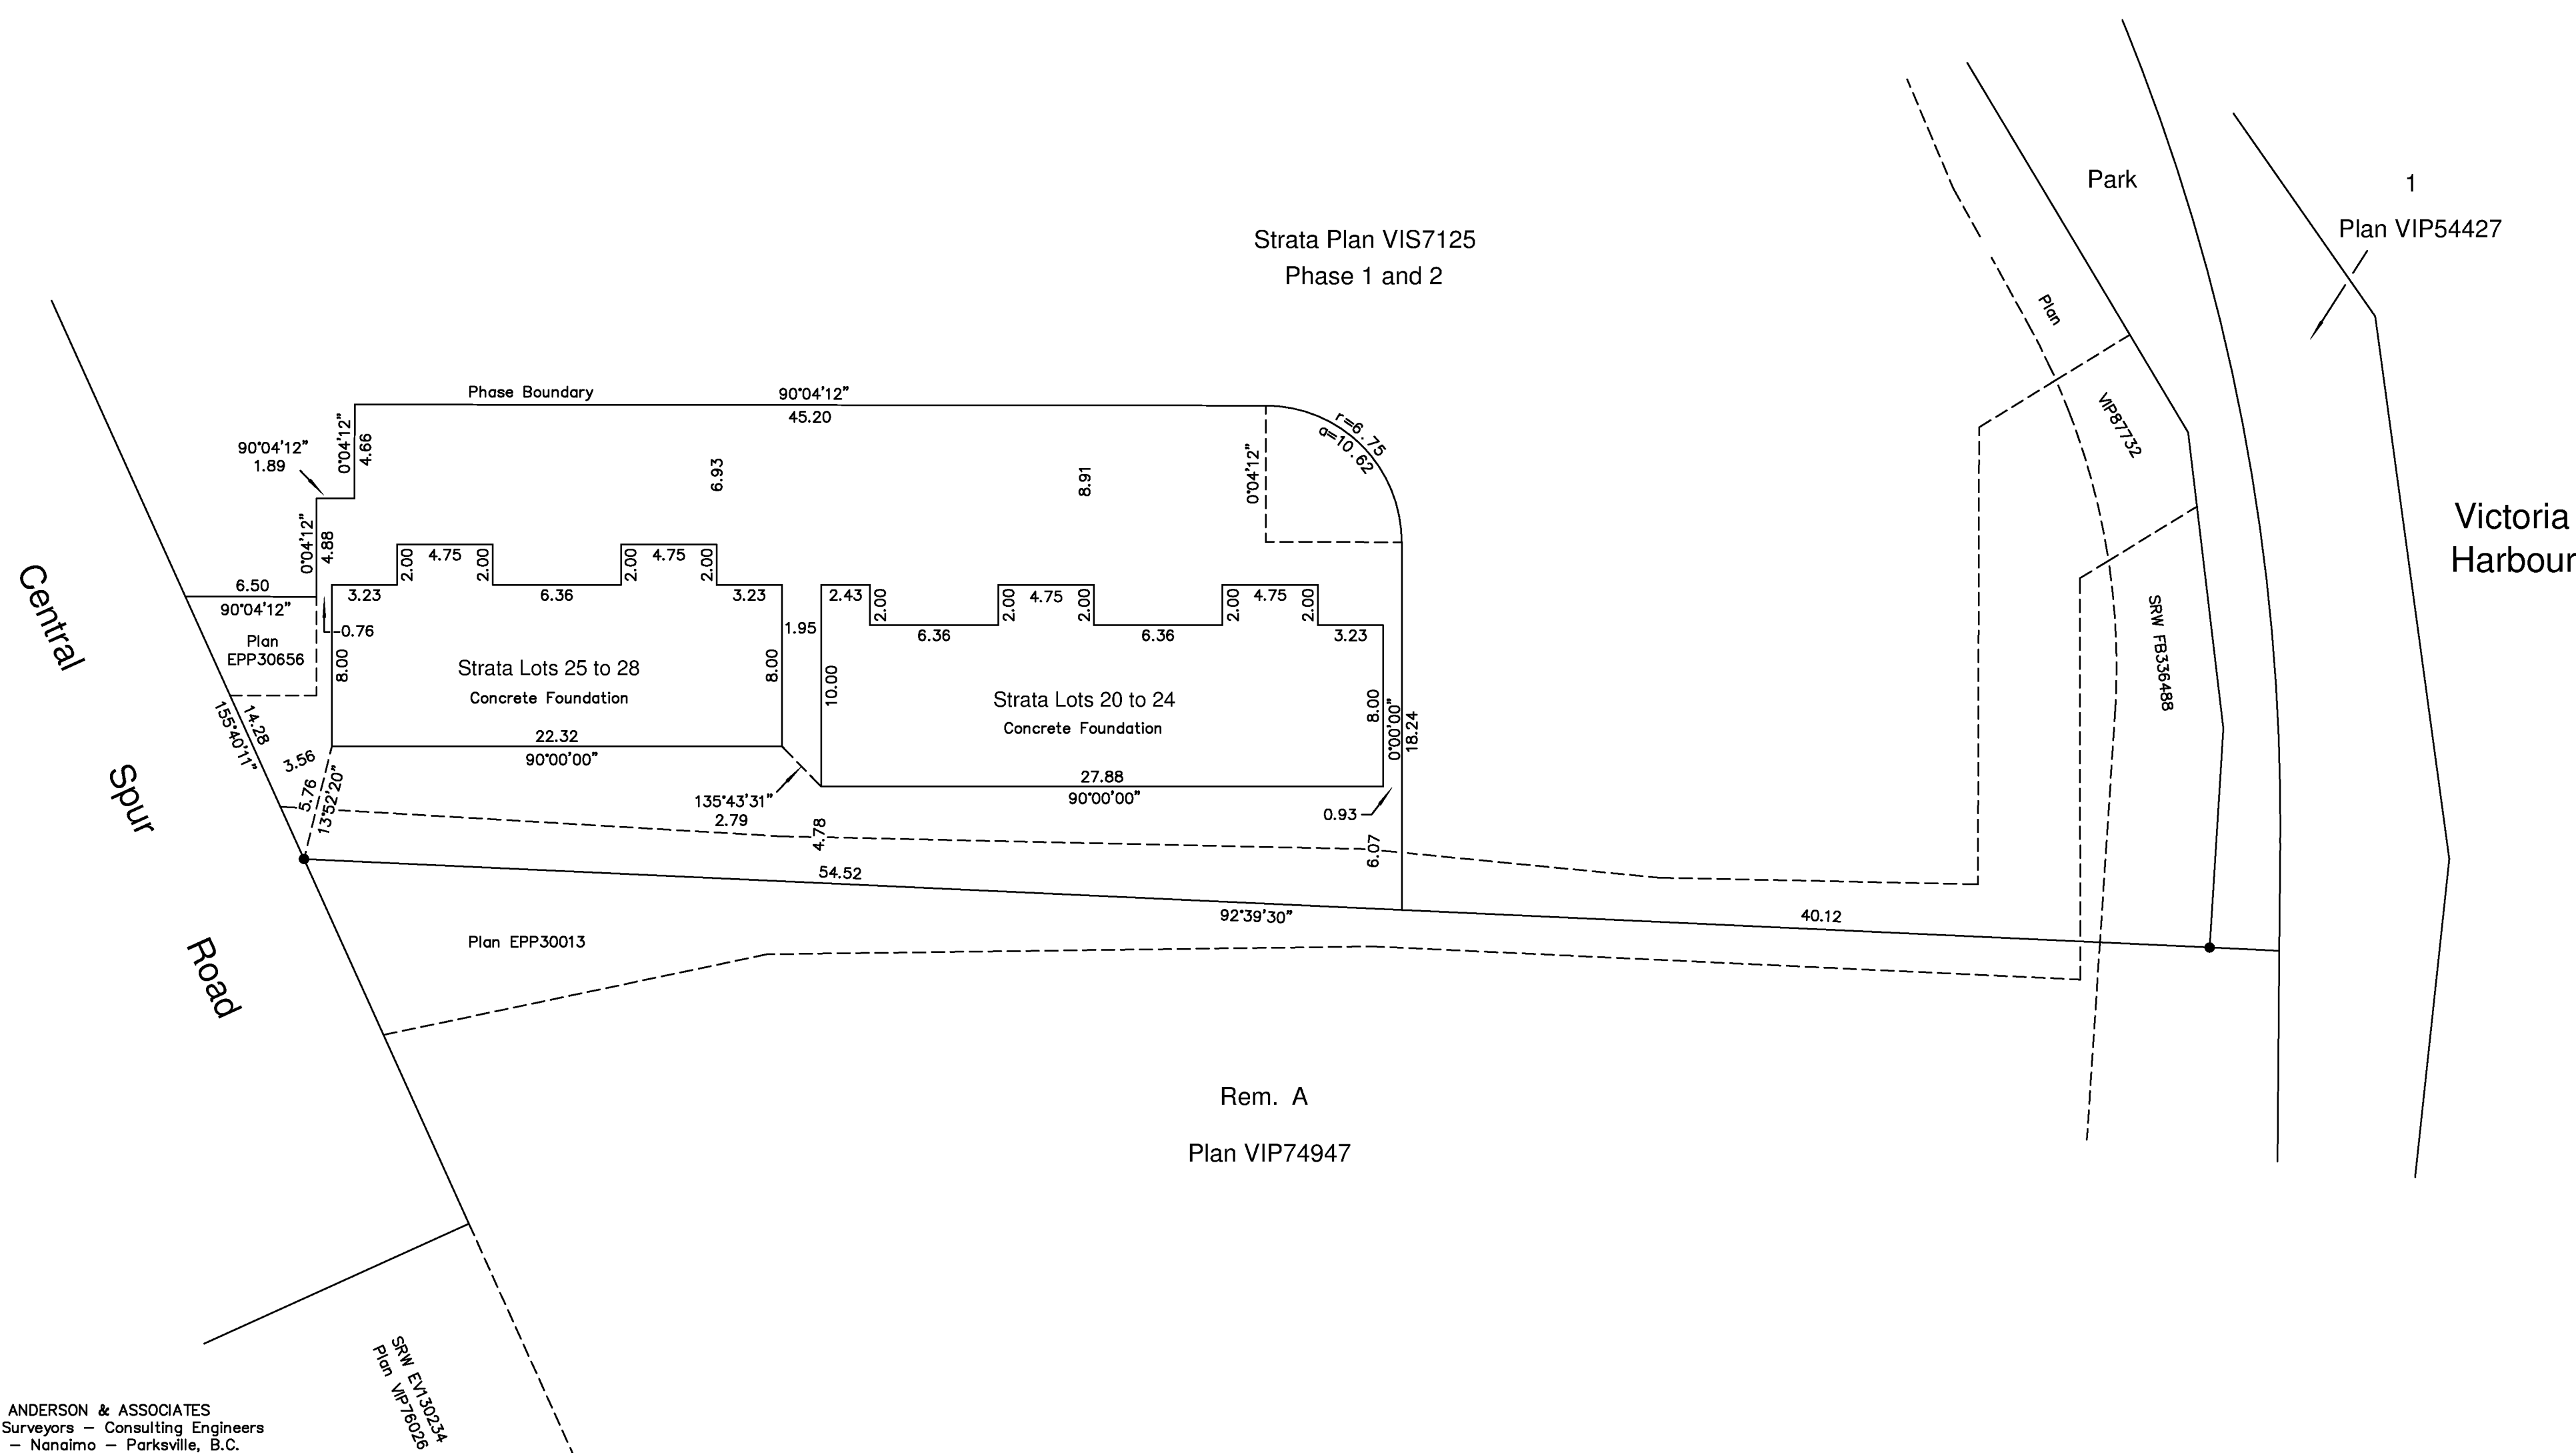 Park
1
Plan VIP54427
Strata Plan VIS7125
Phase 1 and 2
Plan
VIP87732
SRW FB336488
Victoria
Harbour
Phase Boundary
90°04'12"
45.20
r=6.75
a=10.62
0°04'12"
0°04'12"
4.66
90°04'12"
1.89
6.93
8.91
0°04'12"
4.88
6.50
90°04'12"
Plan
EPP30656
0.76
3.23
2.00
4.75
2.00
6.36
2.00
4.75
2.00
3.23
1.95
2.43
2.00
6.36
2.00
4.75
2.00
6.36
2.00
4.75
2.00
3.23
8.00
Strata Lots 25 to 28
Concrete Foundation
8.00
22.32
90°00'00"
10.00
Strata Lots 20 to 24
Concrete Foundation
8.00
27.88
90°00'00"
0°00'00"
18.24
Central
Spur
Road
14.28
155°40'11"
3.56
5.76
13°52'20"
135°43'31"
2.79
4.78
0.93
6.07
54.52
92°39'30"
40.12
Plan EPP30013
Rem. A
Plan VIP74947
SRW EV130234
Plan VIP76026
ANDERSON & ASSOCIATES
Surveyors – Consulting Engineers
– Nanaimo – Parksville, B.C.